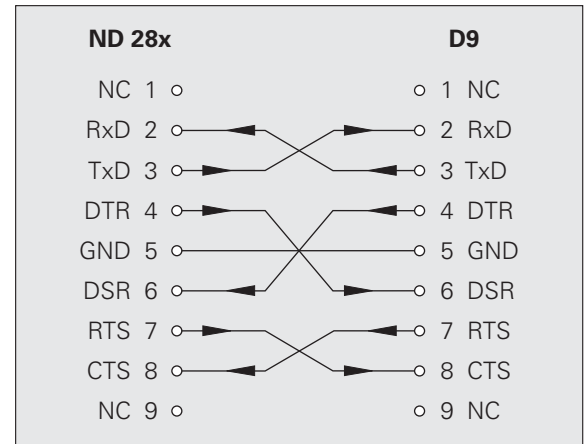 ND 28x D9
NC 1 1 NC
RxD 2 2 RxD
TxD 3 3 TxD
DTR 4 4 DTR
GND 5 5 GND
DSR 6 6 DSR
RTS 7 7 RTS
CTS 8 8 CTS
NC 9 9 NC